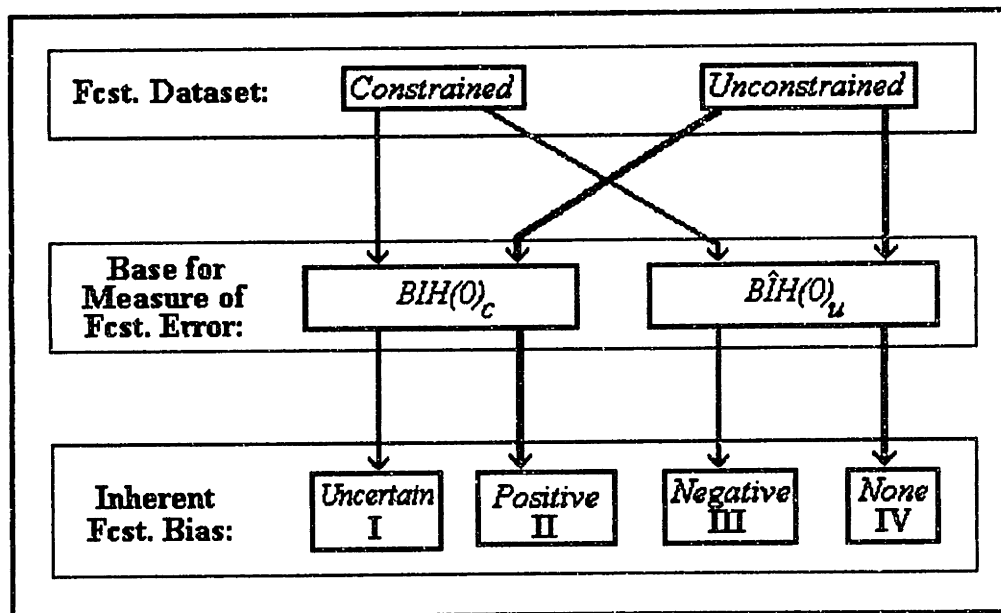 Fcst. Dataset:
Constrained
Unconstrained
Base for
Measure of
Fcst. Error:
BIH(0)c
BÎH(0)u
Inherent
Fcst. Bias:
Uncertain
I
Positive
II
Negative
III
None
IV